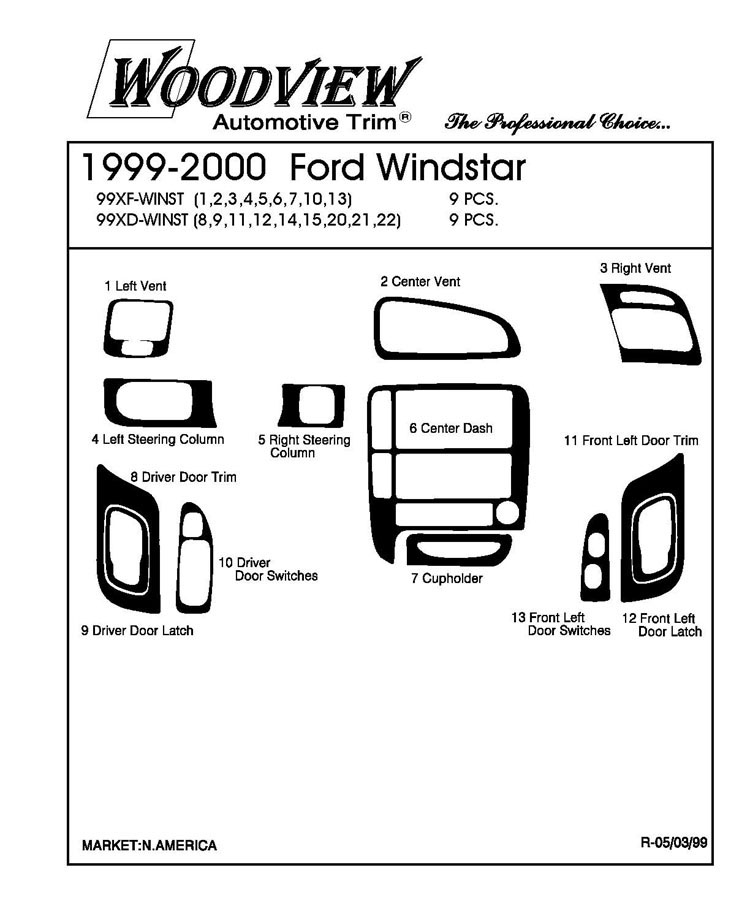 WOODVIEW
Automotive Trim®
The Professional Choice...
1999-2000 Ford Windstar
99XF-WINST (1,2,3,4,5,6,7,10,13) 9 PCS.
99XD-WINST (8,9,11,12,14,15,20,21,22) 9 PCS.
3 Right Vent
1 Left Vent
2 Center Vent
4 Left Steering Column
5 Right Steering
Column
6 Center Dash
11 Front Left Door Trim
8 Driver Door Trim
10 Driver
Door Switches
7 Cupholder
9 Driver Door Latch
13 Front Left
Door Switches
12 Front Left
Door Latch
MARKET:N.AMERICA
R-05/03/99